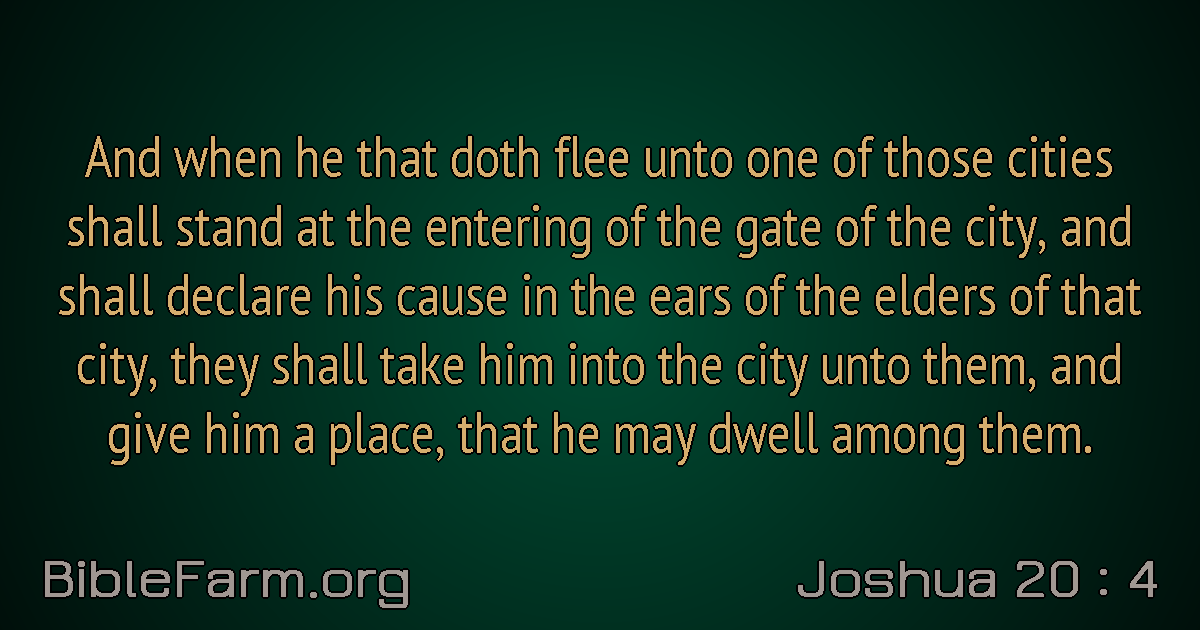 And when he that doth flee unto one of those cities
shall stand at the entering of the gate of the city, and
shall declare his cause in the ears of the elders of that
city, they shall take him into the city unto them, and
give him a place, that he may dwell among them.
BibleFarm.org
Joshua 20 : 4